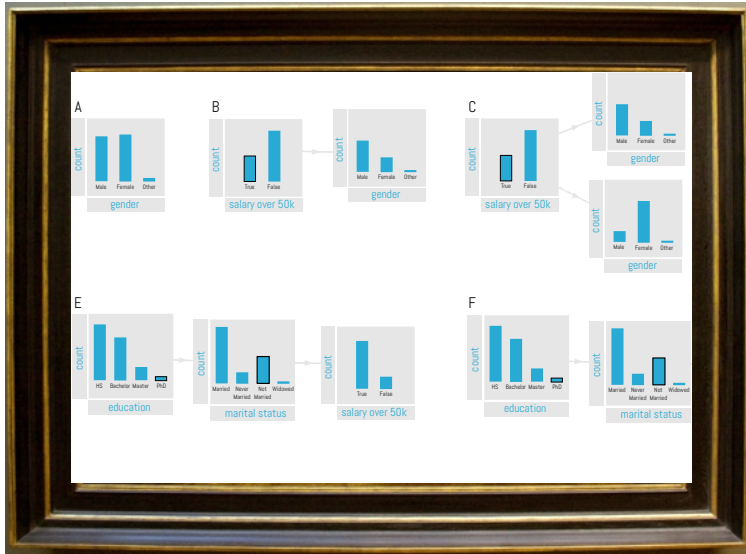 A
count
Male Female Other
gender
B
count
True False
salary over 50k
count
Male Female Other
gender
C
count
True False
salary over 50k
count
Male Female Other
gender
count
Male Female Other
gender
E
count
HS Bachelor Master PhD
education
count
Married Never Not Widowed
Married Married
marital status
count
True False
salary over 50k
F
count
HS Bachelor Master PhD
education
count
Married Never Not Widowed
Married Married
marital status